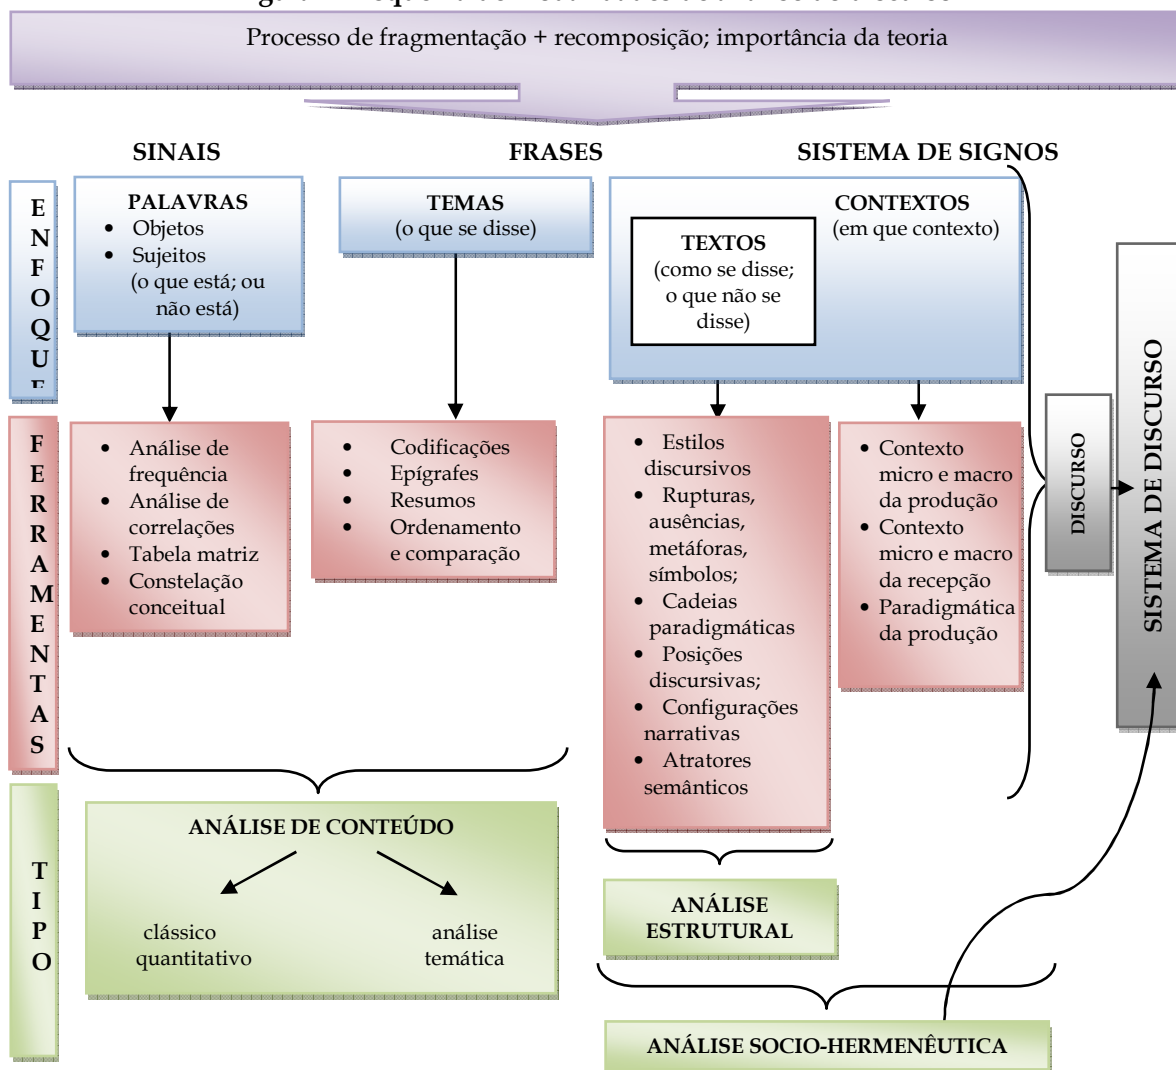 Processo de fragmentação + recomposição; importância da teoria
SINAIS
FRASES
SISTEMA DE SIGNOS
ENFOQUE
PALAVRAS
• Objetos
• Sujeitos
(o que está; ou
não está)
TEMAS
(o que se disse)
CONTEXTOS
(em que contexto)
TEXTOS
(como se disse;
o que não se
disse)
FERRAMENTAS
• Análise de
frequência
• Análise de
correlações
• Tabela matriz
• Constelação
conceitual
• Codificações
• Epígrafes
• Resumos
• Ordenamento
e comparação
• Estilos
discursivos
• Rupturas,
ausências,
metáforas,
símbolos;
• Cadeias
paradigmáticas
• Posições
discursivas;
• Configurações
narrativas
• Atratores
semânticos
• Contexto
micro e macro
da produção
• Contexto
micro e macro
da recepção
• Paradigmática
da produção
DISCURSO
SISTEMA DE DISCURSO
TIPO
ANÁLISE DE CONTEÚDO
clássico
quantitativo
análise
temática
ANÁLISE
ESTRUTURAL
ANÁLISE SOCIO-HERMENÊUTICA